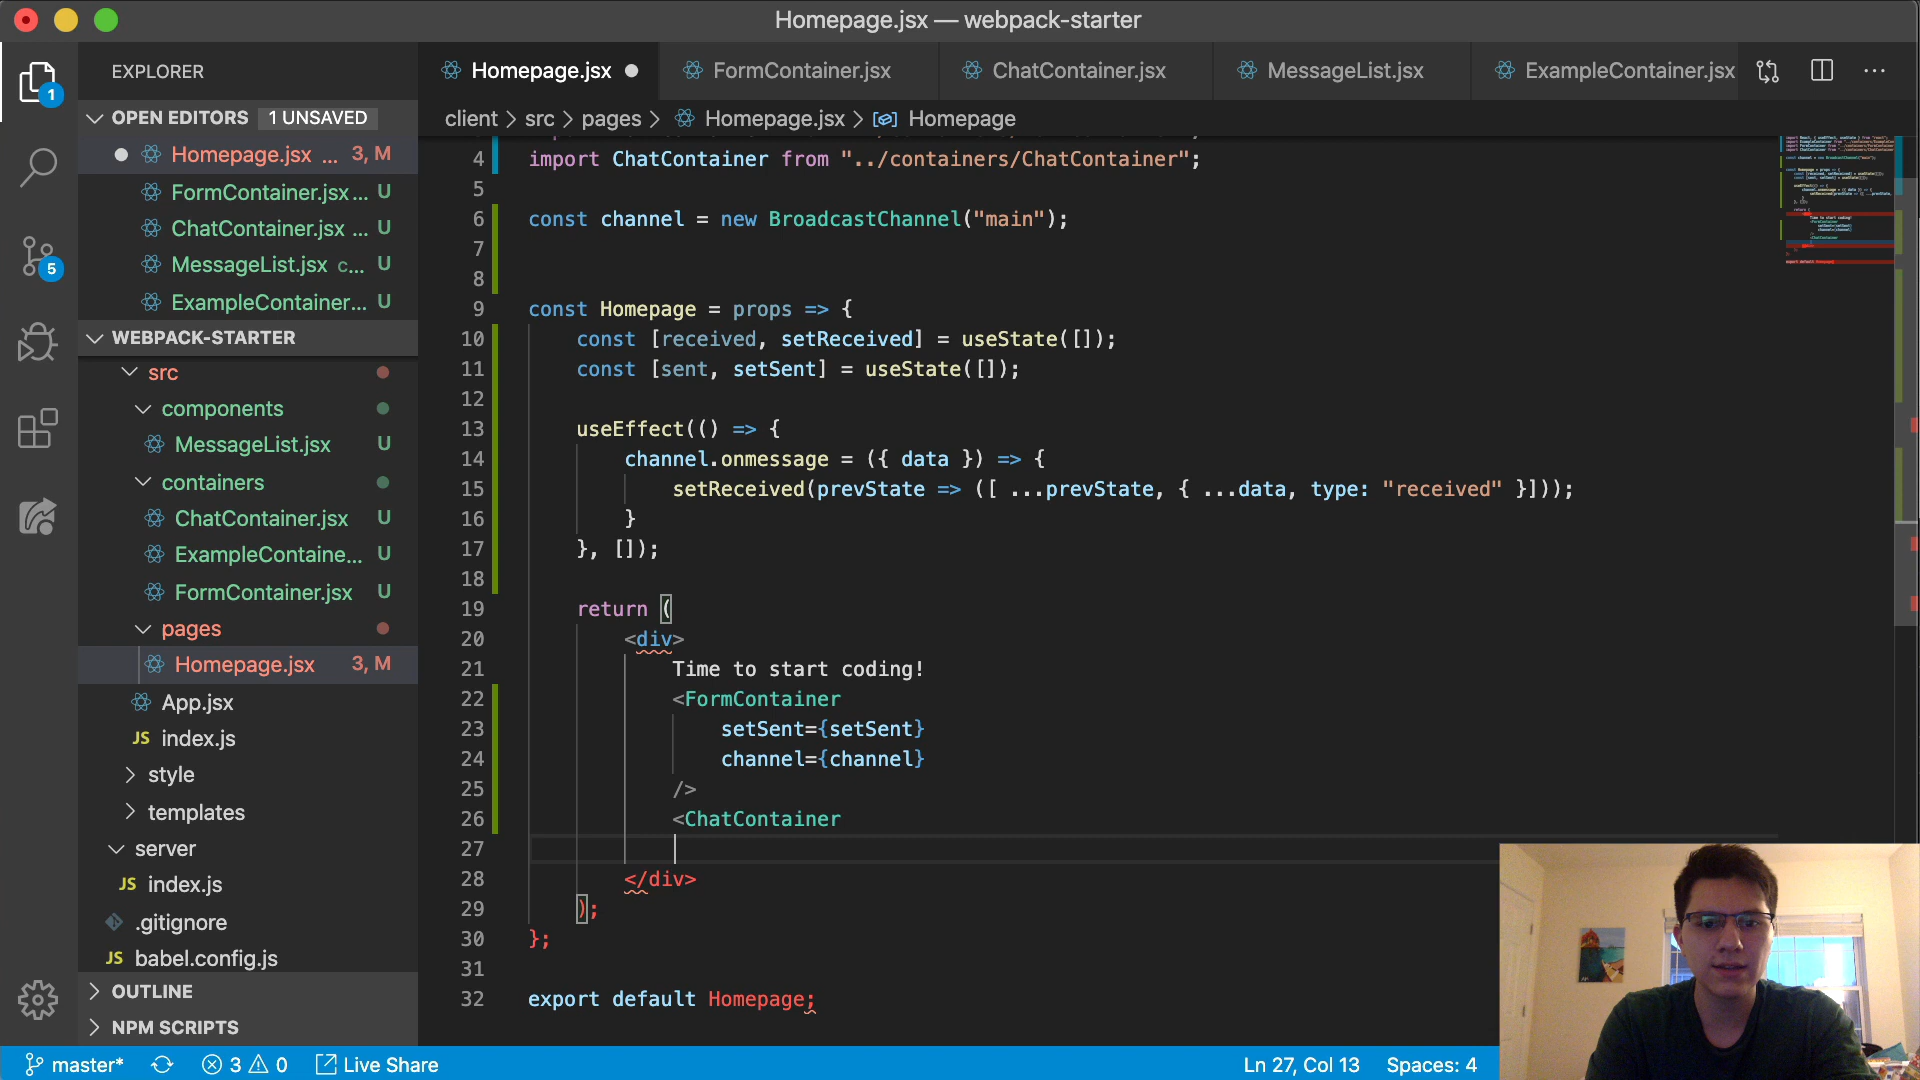 Homepage.jsx — webpack-starter
EXPLORER
Homepage.jsx
FormContainer.jsx
ChatContainer.jsx
MessageList.jsx
ExampleContainer.jsx
1
OPEN EDITORS 1 UNSAVED
client > src > pages > Homepage.jsx > Homepage
Homepage.jsx ... 3, M
FormContainer.jsx ... U
ChatContainer.jsx ... U
MessageList.jsx c... U
ExampleContainer... U
5
WEBPACK-STARTER
src
components
MessageList.jsx U
containers
ChatContainer.jsx U
ExampleContaine... U
FormContainer.jsx U
pages
Homepage.jsx 3, M
App.jsx
JS index.js
style
templates
server
JS index.js
.gitignore
JS babel.config.js
OUTLINE
NPM SCRIPTS
4 import ChatContainer from "../containers/ChatContainer";
5
6 const channel = new BroadcastChannel("main");
7
8
9 const Homepage = props => {
10 const [received, setReceived] = useState([]);
11 const [sent, setSent] = useState([]);
12
13 useEffect(() => {
14 channel.onmessage = ({ data }) => {
15 setReceived(prevState => ([ ...prevState, { ...data, type: "received" }]));
16 }
17 }, []);
18
19 return (
20 <div>
21 Time to start coding!
22 <FormContainer
23 setSent={setSent}
24 channel={channel}
25 />
26 <ChatContainer
27
28 </div>
29 );
30 };
31
32 export default Homepage;
master* 3 0 Live Share
Ln 27, Col 13 Spaces: 4